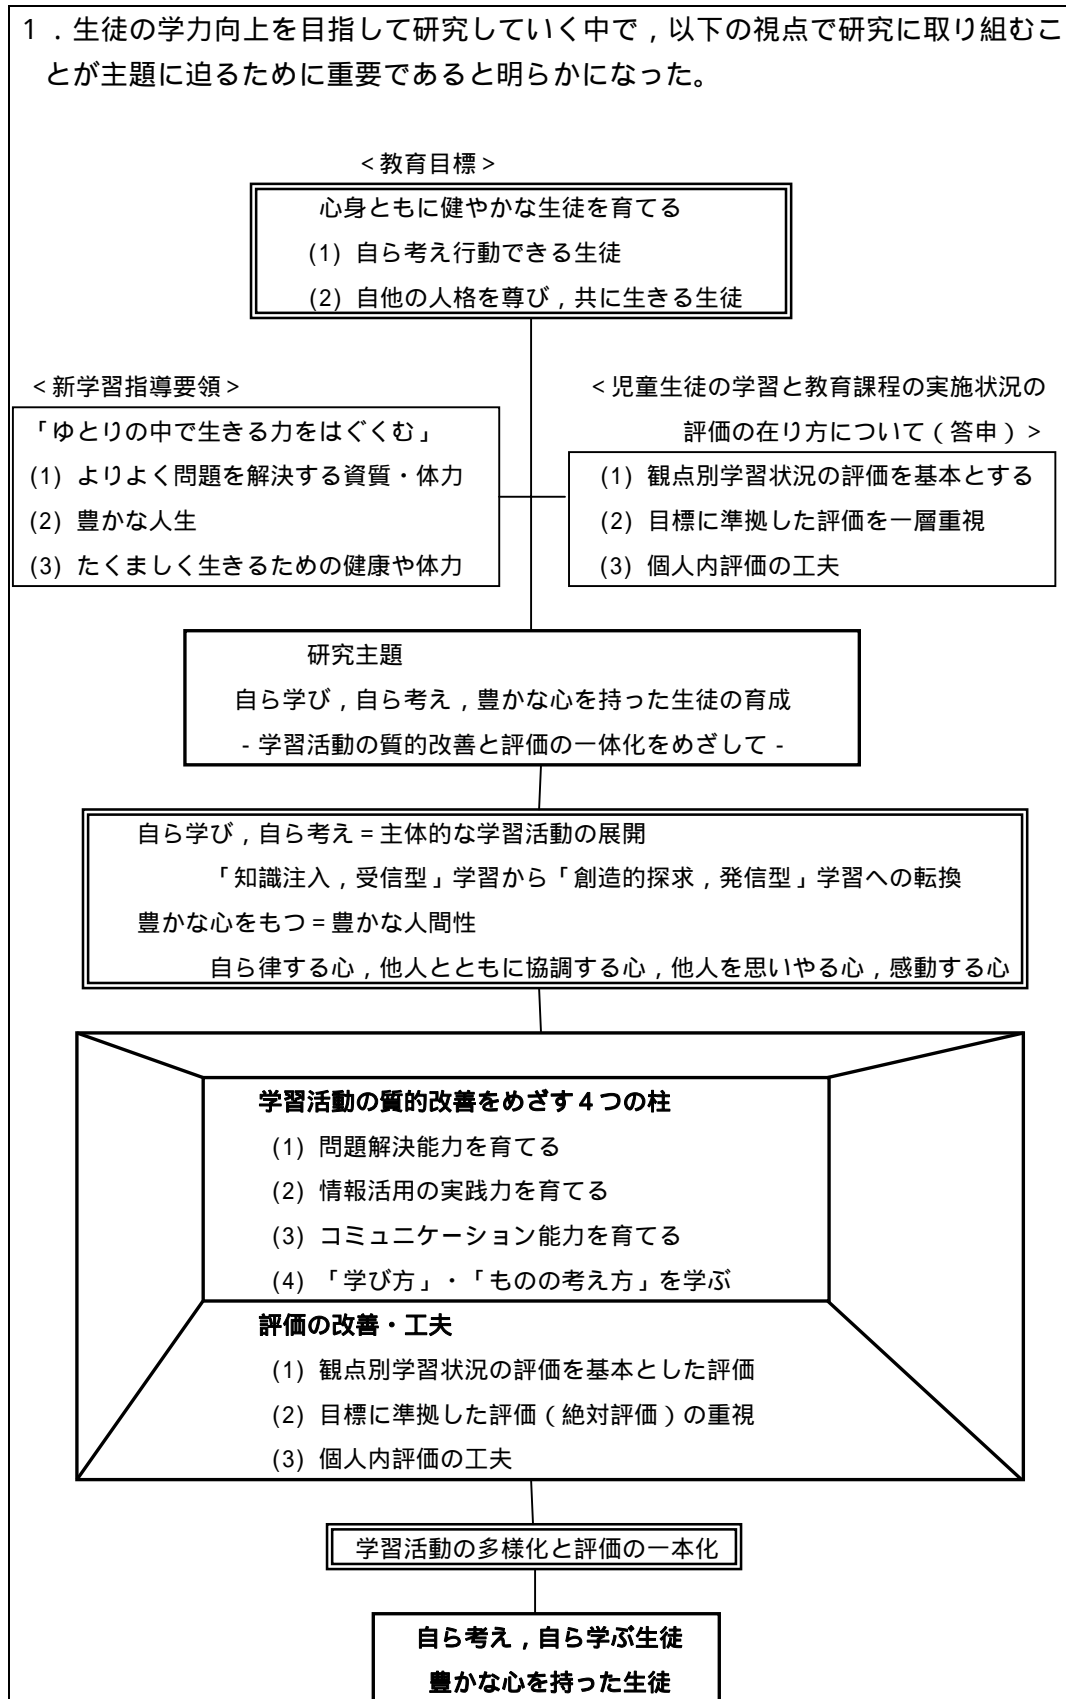 1．生徒の学力向上を目指して研究していく中で，以下の視点で研究に取り組むこ
とが主題に迫るために重要であると明らかになった。
＜教育目標＞
心身ともに健やかな生徒を育てる
(1) 自ら考え行動できる生徒
(2) 自他の人格を尊び，共に生きる生徒
＜新学習指導要領＞
「ゆとりの中で生きる力をはぐくむ」
(1) よりよく問題を解決する資質・体力
(2) 豊かな人生
(3) たくましく生きるための健康や体力
＜児童生徒の学習と教育課程の実施状況の
評価の在り方について（答申）＞
(1) 観点別学習状況の評価を基本とする
(2) 目標に準拠した評価を一層重視
(3) 個人内評価の工夫
研究主題
自ら学び，自ら考え，豊かな心を持った生徒の育成
- 学習活動の質的改善と評価の一体化をめざして -
自ら学び，自ら考え＝主体的な学習活動の展開
「知識注入，受信型」学習から「創造的探求，発信型」学習への転換
豊かな心をもつ＝豊かな人間性
自ら律する心，他人とともに協調する心，他人を思いやる心，感動する心
学習活動の質的改善をめざす４つの柱
(1) 問題解決能力を育てる
(2) 情報活用の実践力を育てる
(3) コミュニケーション能力を育てる
(4) 「学び方」・「ものの考え方」を学ぶ
評価の改善・工夫
(1) 観点別学習状況の評価を基本とした評価
(2) 目標に準拠した評価（絶対評価）の重視
(3) 個人内評価の工夫
学習活動の多様化と評価の一本化
自ら考え，自ら学ぶ生徒
豊かな心を持った生徒